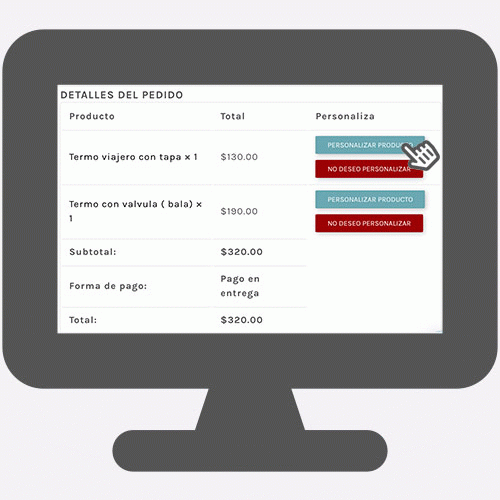 DETALLES DEL PEDIDO
Producto Total Personaliza
Termo viajero con tapa × 1 $130.00 PERSONALIZAR PRODUCTO
NO DESEO PERSONALIZAR
Termo con valvula ( bala) × $190.00 PERSONALIZAR PRODUCTO
1 NO DESEO PERSONALIZAR
Subtotal: $320.00
Forma de pago: Pago en
entrega
Total: $320.00